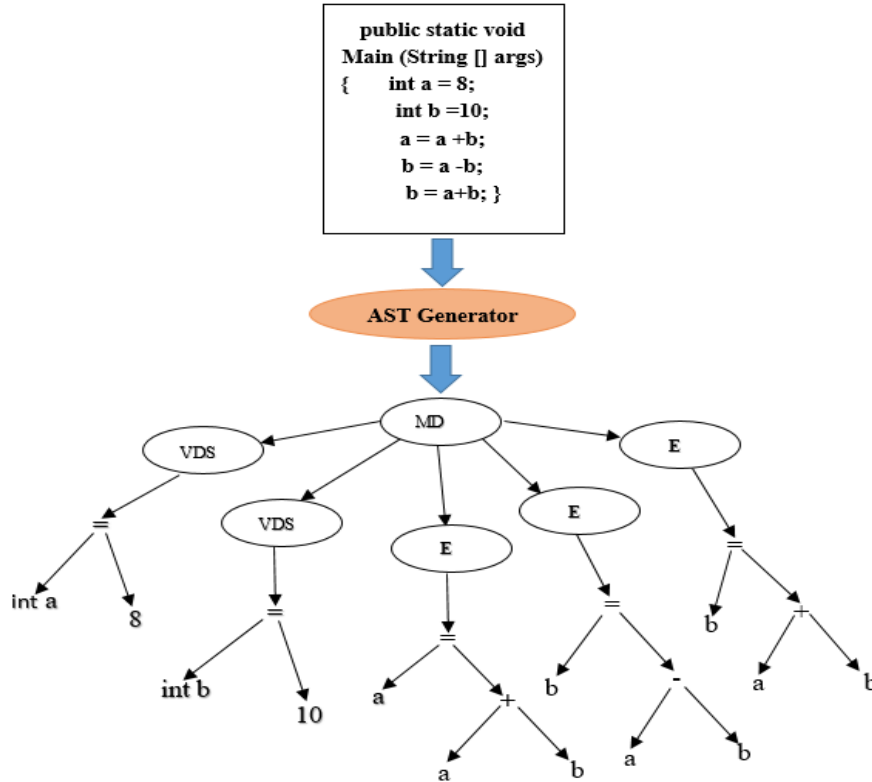 public static void
Main (String [] args)
{ int a = 8;
int b =10;
a = a +b;
b = a -b;
b = a+b; }
AST Generator
MD
VDS
E
VDS
E
E
=
=
=
=
=
int a
8
b
+
int b
10
a
+
b
-
a
b
a
b
a
b